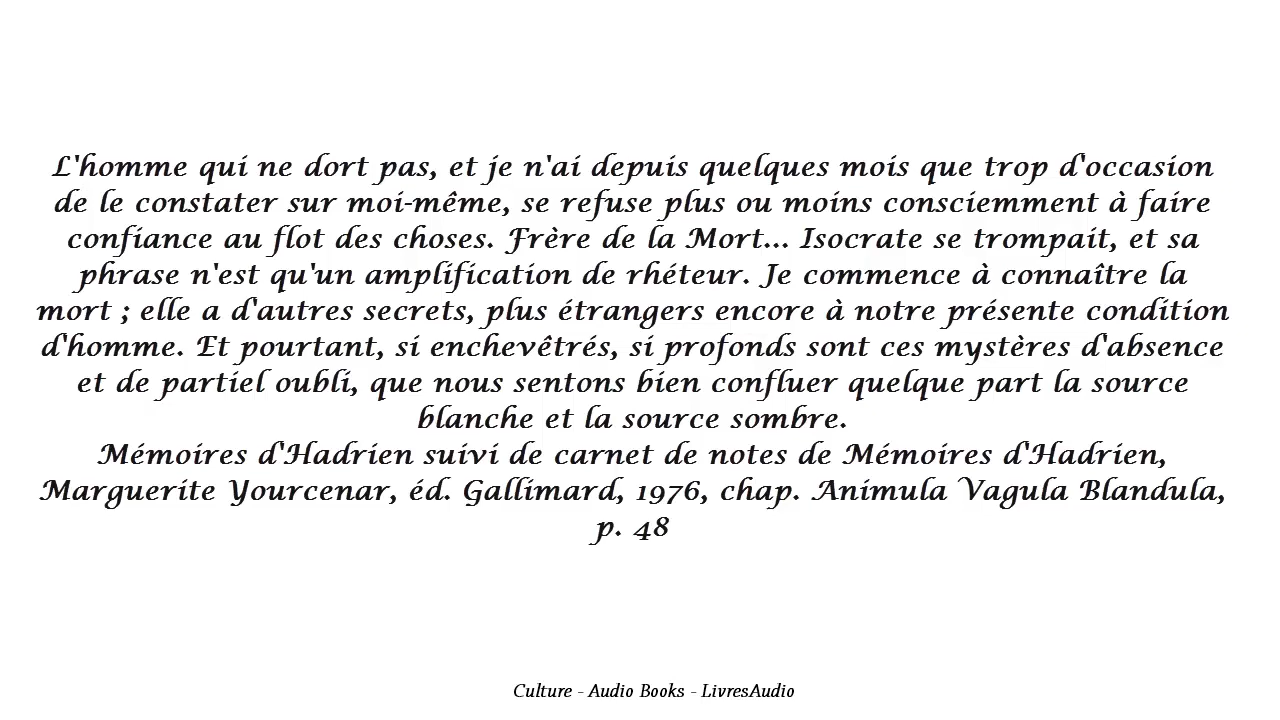 L'homme qui ne dort pas, et je n'ai depuis quelques mois que trop d'occasion
de le constater sur moi-même, se refuse plus ou moins consciemment à faire
confiance au flot des choses. Frère de la Mort... Isocrate se trompait, et sa
phrase n'est qu'un amplification de rhéteur. Je commence à connaître la
mort ; elle a d'autres secrets, plus étrangers encore à notre présente condition
d'homme. Et pourtant, si enchevêtrés, si profonds sont ces mystères d'absence
et de partiel oubli, que nous sentons bien confluer quelque part la source
blanche et la source sombre.
Mémoires d'Hadrien suivi de carnet de notes de Mémoires d'Hadrien,
Marguerite Yourcenar, éd. Gallimard, 1976, chap. Animula Vagula Blandula,
p. 48
Culture - Audio Books - LivresAudio